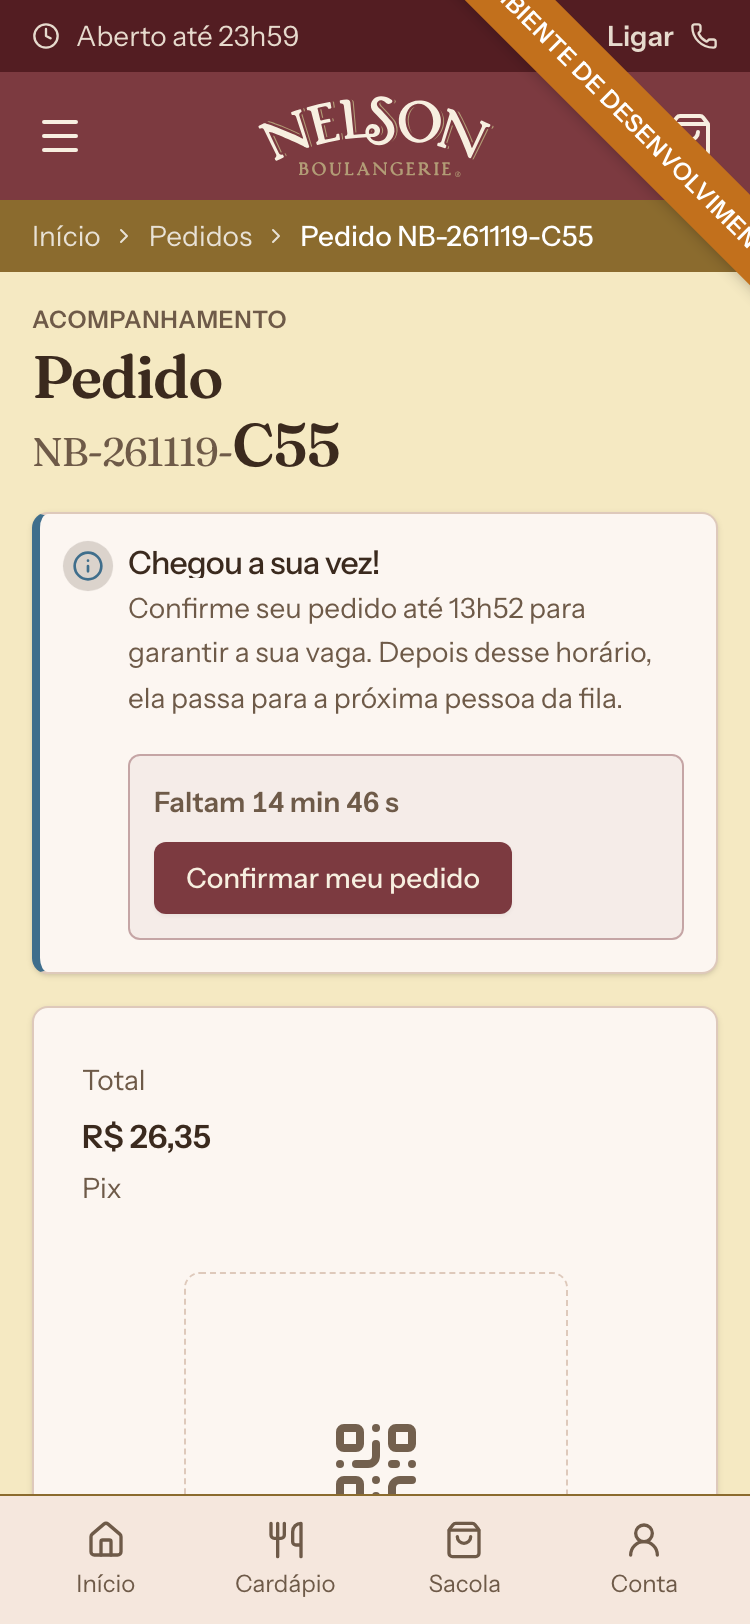 Aberto até 23h59
Ligar
NELSON
BOULANGERIE
DE DESENVOLVIMEN
Início > Pedidos > Pedido NB-261119-C55
ACOMPANHAMENTO
Pedido
NB-261119-C55
Chegou a sua vez!
Confirme seu pedido até 13h52 para
garantir a sua vaga. Depois desse horário,
ela passa para a próxima pessoa da fila.
Faltam 14 min 46 s
Confirmar meu pedido
Total
R$ 26,35
Pix
Início
Cardápio
Sacola
Conta